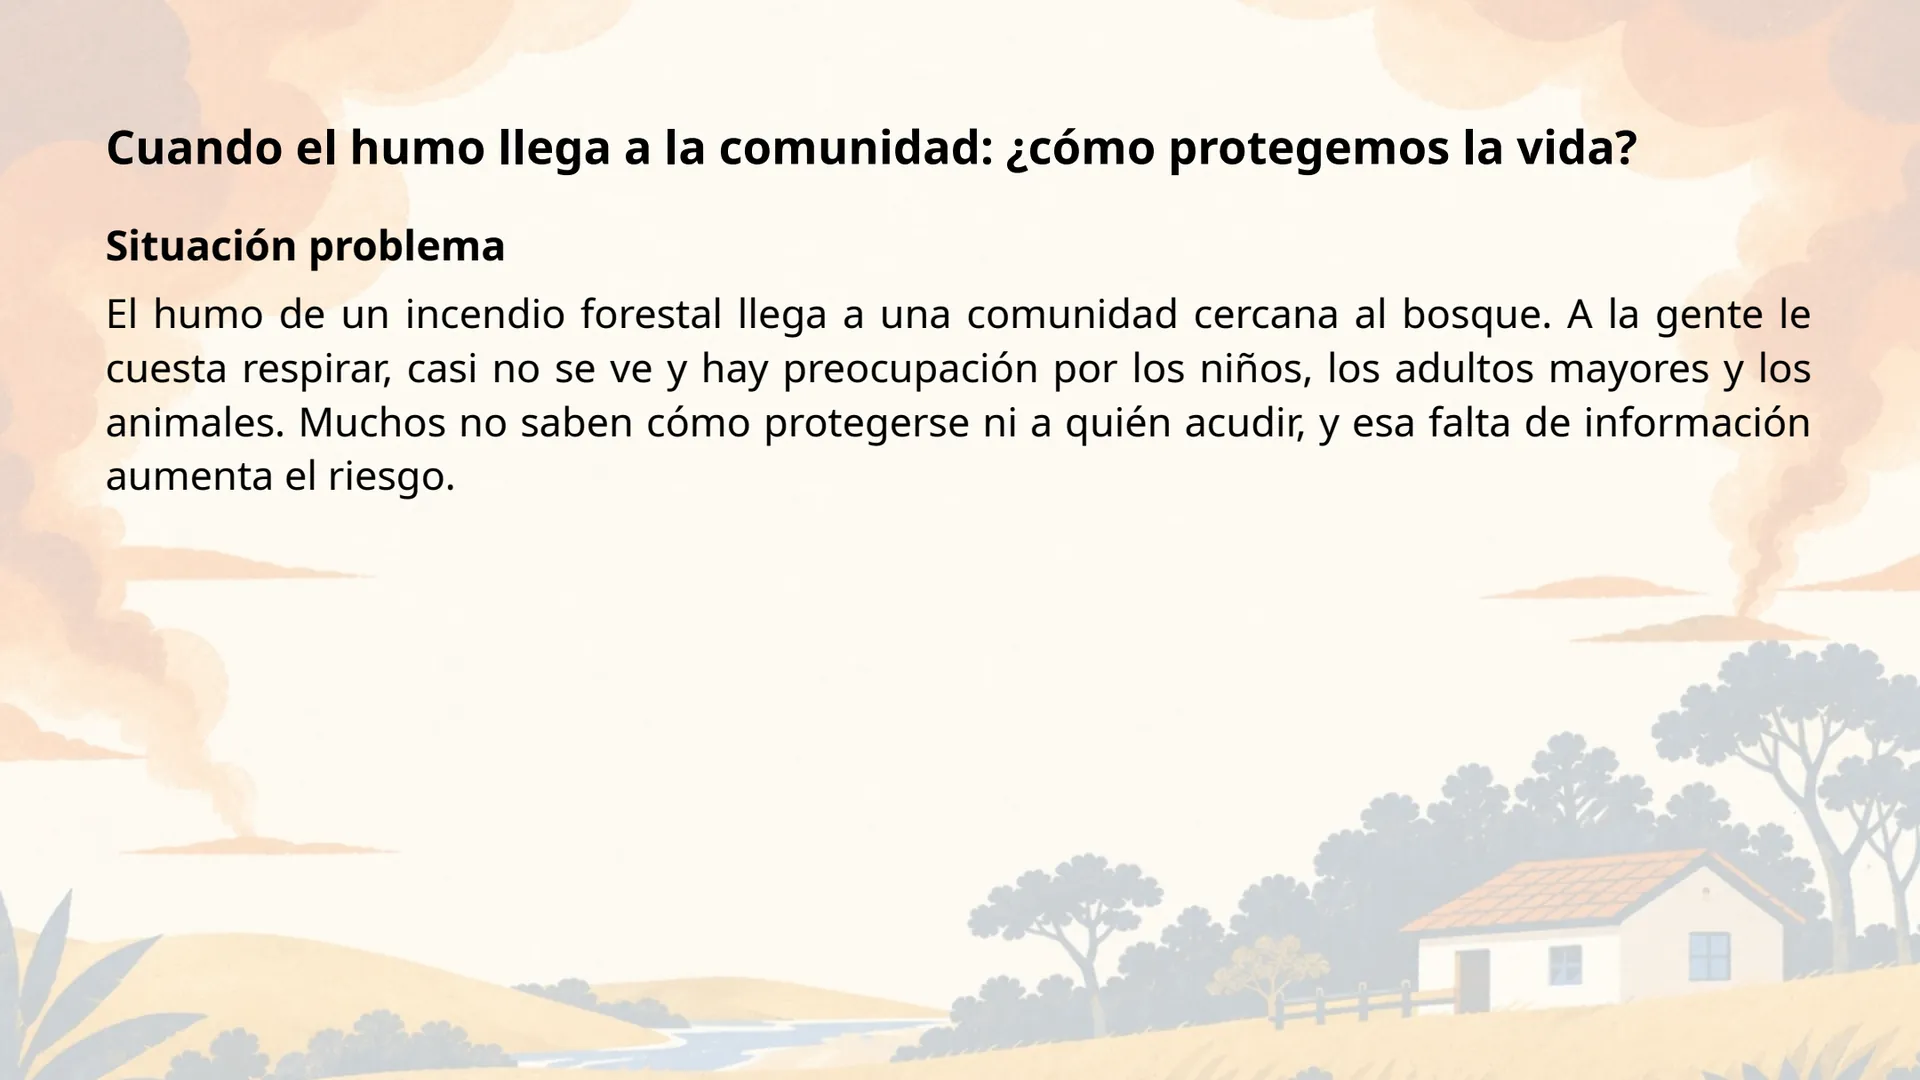 Cuando el humo llega a la comunidad: ¿cómo protegemos la vida?
Situación problema
El humo de un incendio forestal llega a una comunidad cercana al bosque. A la gente le
cuesta respirar, casi no se ve y hay preocupación por los niños, los adultos mayores y los
animales. Muchos no saben cómo protegerse ni a quién acudir, y esa falta de información
aumenta el riesgo.